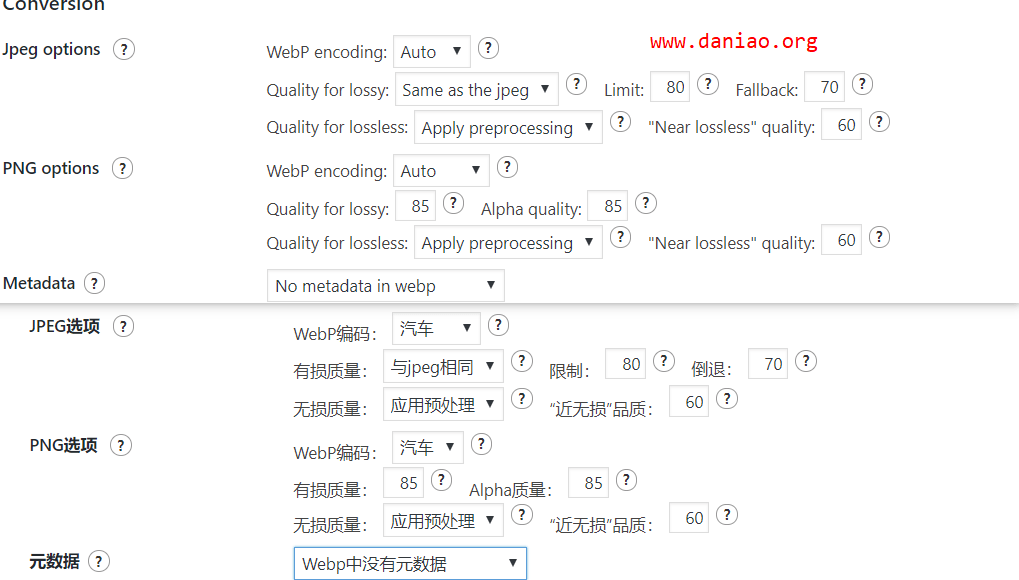 Conversion
www.daniao.org
Jpeg options ? WebP encoding: Auto ▼ ?
Quality for lossy: Same as the jpeg ▼ ? Limit: 80 ? Fallback: 70 ?
Quality for lossless: Apply preprocessing ▼ ? "Near lossless" quality: 60 ?
PNG options ? WebP encoding: Auto ▼ ?
Quality for lossy: 85 ? Alpha quality: 85 ?
Quality for lossless: Apply preprocessing ▼ ? "Near lossless" quality: 60 ?
Metadata ? No metadata in webp ▼
JPEG选项 ? WebP编码： 汽车 ▼ ?
有损质量： 与jpeg相同 ▼ ? 限制： 80 ? 倒退： 70 ?
无损质量： 应用预处理 ▼ ? “近无损”品质： 60 ?
PNG选项 ? WebP编码： 汽车 ▼ ?
有损质量： 85 ? Alpha质量： 85 ?
无损质量： 应用预处理 ▼ ? “近无损”品质： 60 ?
元数据 ? Webp中没有元数据 ▼